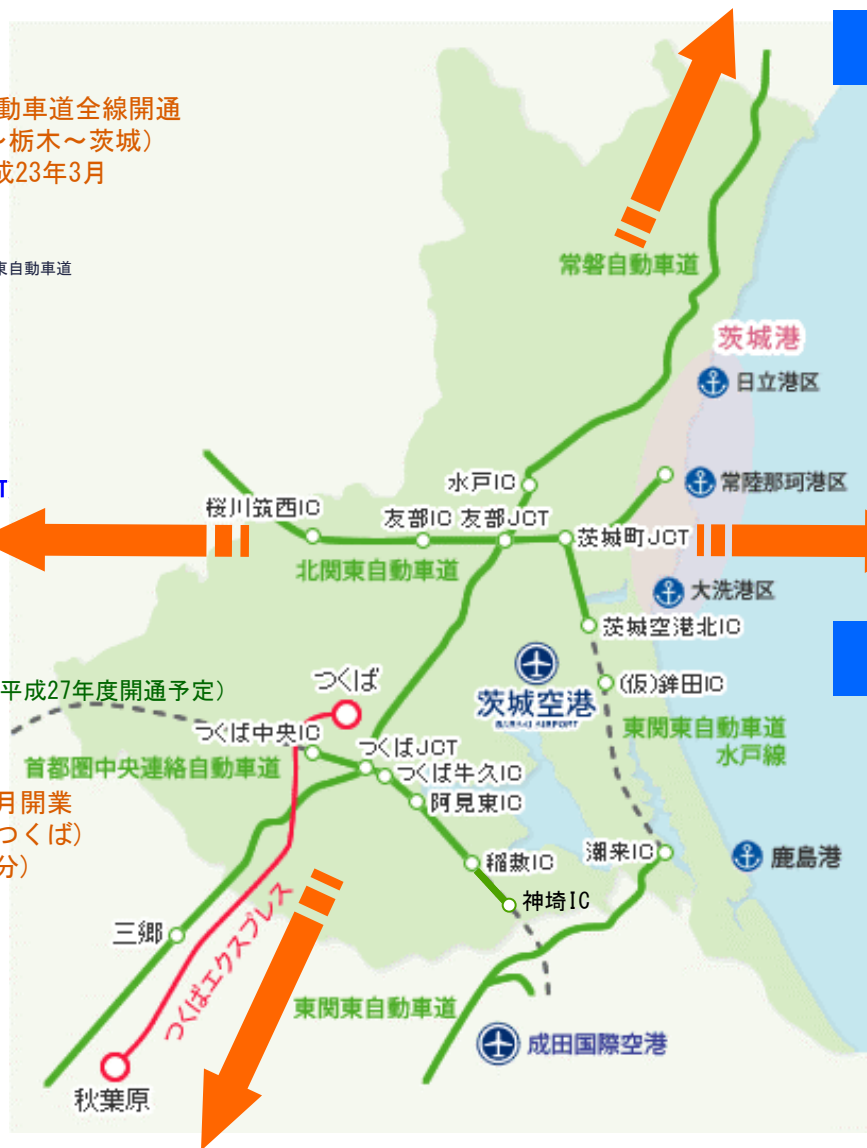 動車道全線開通
～栃木～茨城）
成23年3月
東自動車道
常磐自動車道
茨城港
日立港区
水戸IC
常陸那珂港区
T
桜川筑西IC
友部IC
友部JCT
茨城町JCT
北関東自動車道
大洗港区
茨城空港北IC
つくば
平成27年度開通予定）
茨城空港
IBARAKI AIRPORT
(仮)鉾田IC
東関東自動車道
水戸線
つくば中央IC
つくばJCT
首都圏中央連絡自動車道
つくば牛久IC
月開業
阿見東IC
つくば）
分）
稲敷IC
潮来IC
鹿島港
神埼IC
三郷
つくばエクスプレス
東関東自動車道
成田国際空港
秋葉原